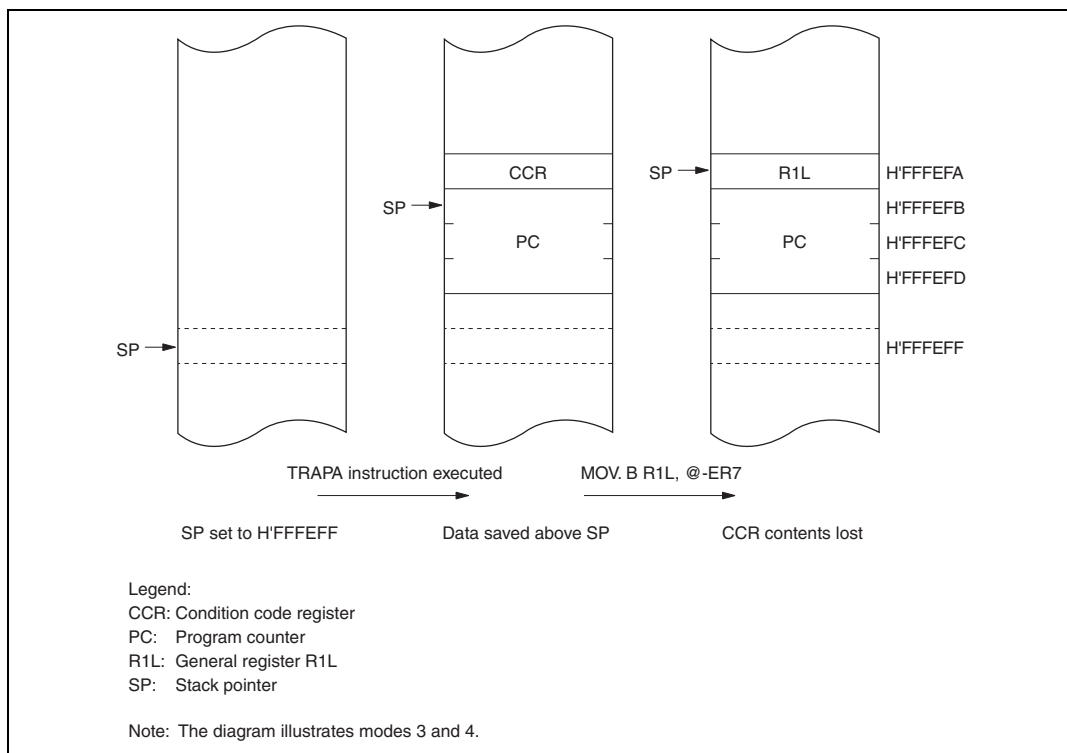 CCR
SP
R1L
H'FFFEFA
SP
H'FFFEFB
PC
PC
H'FFFEFC
H'FFFEFD
SP
H'FFFEFF
TRAPA instruction executed
MOV. B R1L, @-ER7
SP set to H'FFFEFF
Data saved above SP
CCR contents lost
Legend:
CCR: Condition code register
PC: Program counter
R1L: General register R1L
SP: Stack pointer
Note: The diagram illustrates modes 3 and 4.